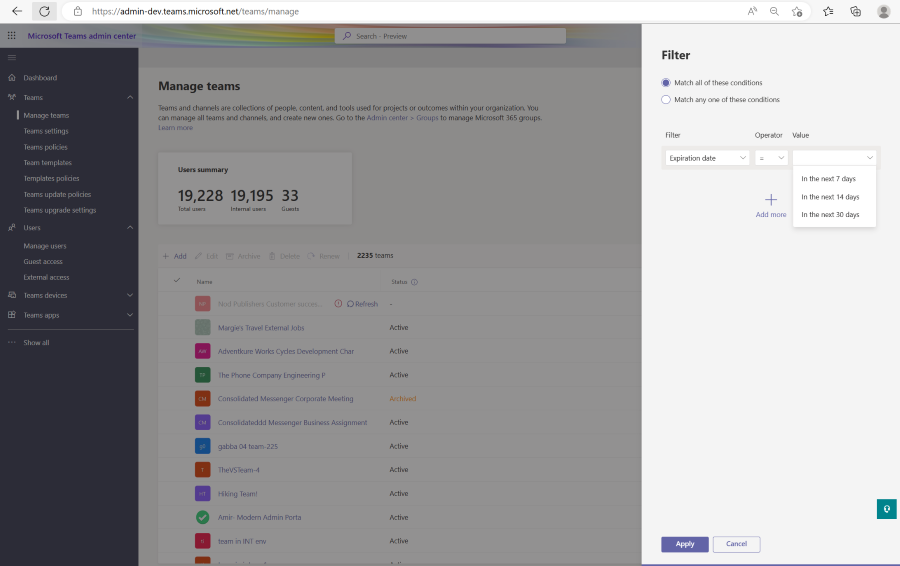 https://admin-dev.teams.microsoft.net/teams/manage
Microsoft Teams admin center
Search - Preview
Dashboard
Teams
Manage teams
Teams settings
Teams policies
Team templates
Templates policies
Teams update policies
Teams upgrade settings
Users
Manage users
Guest access
External access
Teams devices
Teams apps
Show all
Manage teams
Teams and channels are collections of people, content, and tools used for projects or outcomes within your organization. You
can manage all teams and channels, and create new ones. Go to the Admin center > Groups to manage Microsoft 365 groups.
Learn more
Users summary
19,228 19,195 33
Total users Internal users Guests
Add Edit Archive Delete Renew 2235 teams
Name Status
Nod Publishers Customer succes... Refresh -
Margie's Travel External Jobs Active
AW Adventkure Works Cycles Development Char Active
The Phone Company Engineering P Active
CM Consolidated Messenger Corporate Meeting Archived
CM Consolidateddd Messenger Business Assignment Active
gabba 04 team-225 Active
T TheVSTeam-4 Active
HT Hiking Team! Active
Amir- Modern Admin Porta Active
team in INT env Active
Filter
Match all of these conditions
Match any one of these conditions
Filter Operator Value
Expiration date =
In the next 7 days
In the next 14 days
In the next 30 days
Add more
Apply Cancel